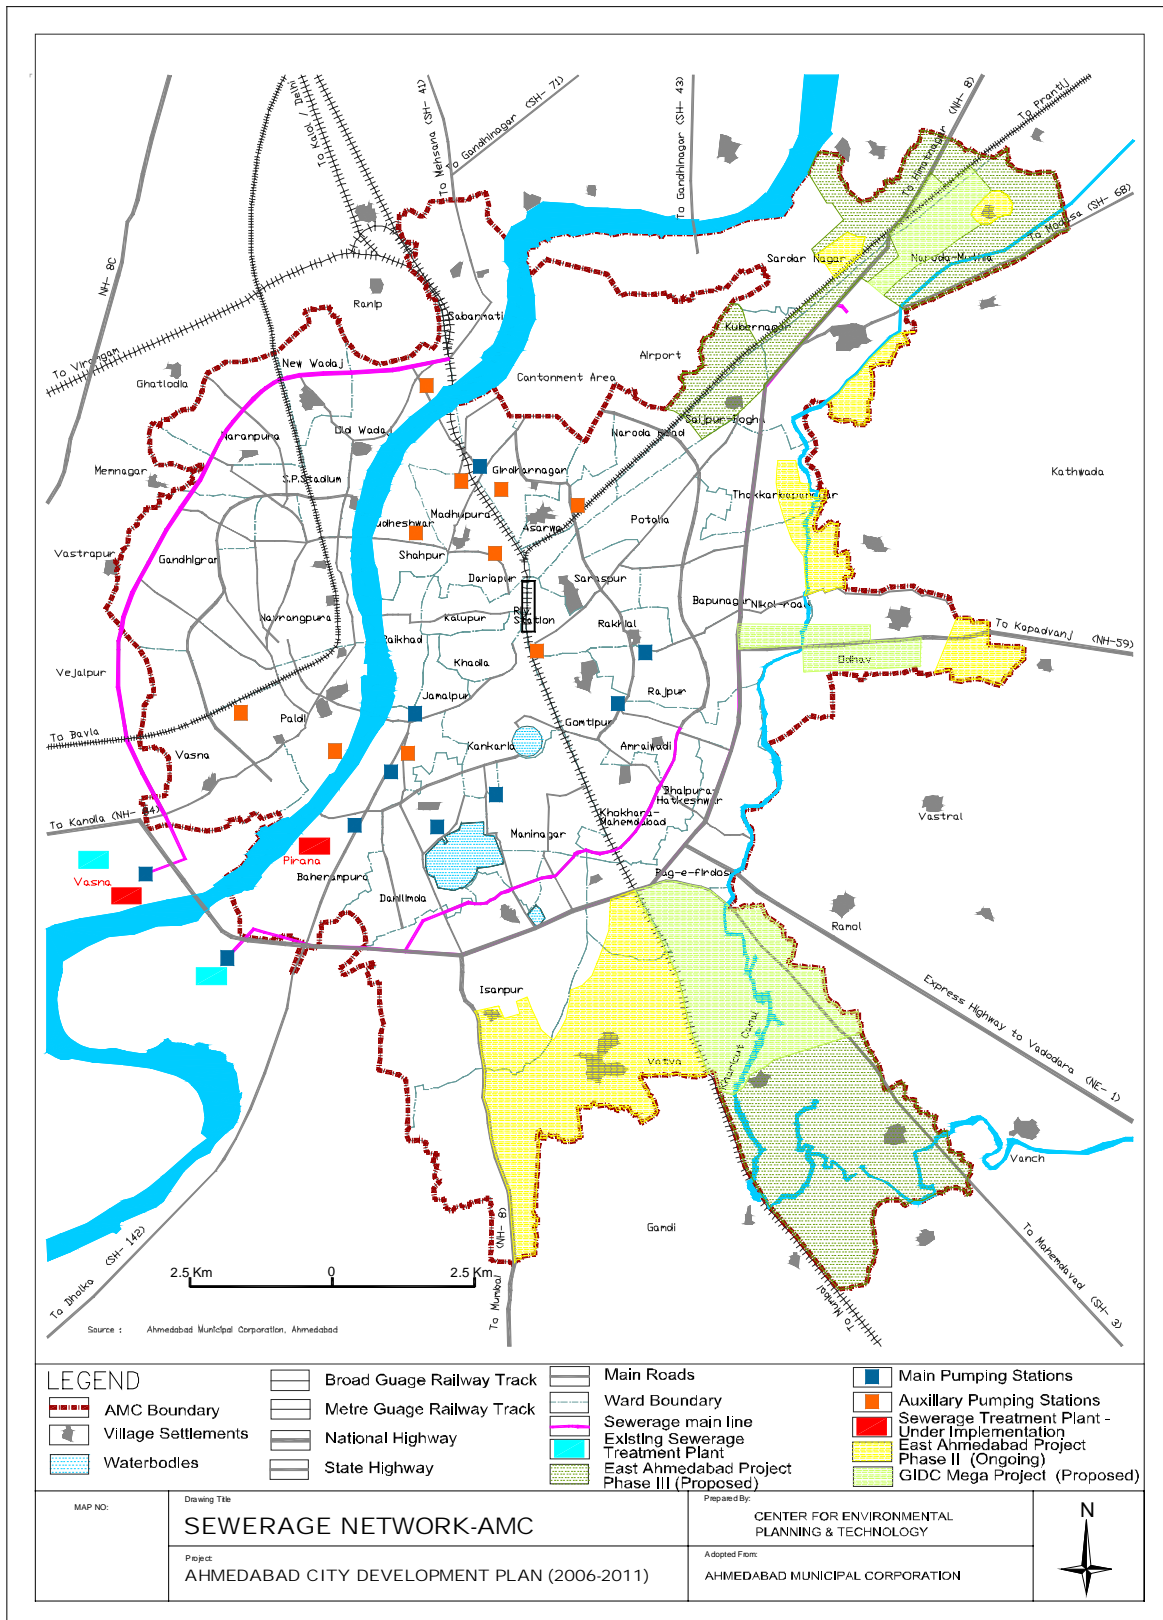 To Kalol / Delhi
To Mehsana (SH- 41)
To Gandhinagar (SH- 71)
To Gandhinagar (SH- 43)
To Himatnagar (NH- 8)
To Prantij
To Modasa (SH- 68)
NH- 8C
Ranip
Sabarmati
Sardar Nagar
Naroda-Muthia
Kubernagar
Airport
To Virangam
Ghatlodia
New Wadaj
Cantonment Area
Saijpur-Bogha
Naroda Road
Naranpura
Old Wadaj
Memnagar
S.P.Stadium
Girdharnagar
Kathwada
Thakkarbapanagar
Madhupura
Asarwa
Potalia
Dudheshwar
Vastrapur
Gandhigram
Shahpur
Dariapur
Saraspur
Bapunagar
Nikol-road
Navrangpura
Kalupur
Rly.
Station
Rakhial
To Kapadvanj (NH-59)
Raikhad
Khadia
Odhav
Vejalpur
Jamalpur
Rajpur
Paldi
Gomtipur
To Bavla
Vasna
Kankaria
Amraiwadi
Bhaipura-
Hatkeshwar
To Kandla (NH- 8A)
Khokhara-
Mahemdabad
Vastral
Maninagar
Pirana
Baherampura
Bag-e-firdos
Vasna
Danilimda
Ramol
Isanpur
Express Highway to Vadodara (NE- 1)
Kharicut Canal
Vatva
Vanch
Gamdi
To Dholka (SH- 142)
To Mumbai (NH- 8)
To Mumbai
To Mahemdavad (SH- 3)
2.5 Km 0 2.5 Km
Source : Ahmedabad Municipal Corporation, Ahmedabad
LEGEND
AMC Boundary
Village Settlements
Waterbodies
Broad Guage Railway Track
Metre Guage Railway Track
National Highway
State Highway
Main Roads
Ward Boundary
Sewerage main line
Existing Sewerage
Treatment Plant
East Ahmedabad Project
Phase III (Proposed)
Main Pumping Stations
Auxillary Pumping Stations
Sewerage Treatment Plant -
Under Implementation
East Ahmedabad Project
Phase II (Ongoing)
GIDC Mega Project (Proposed)
MAP NO:
Drawing Title
SEWERAGE NETWORK-AMC
Project:
AHMEDABAD CITY DEVELOPMENT PLAN (2006-2011)
Prepared By:
CENTER FOR ENVIRONMENTAL
PLANNING & TECHNOLOGY
Adopted From:
AHMEDABAD MUNICIPAL CORPORATION
N